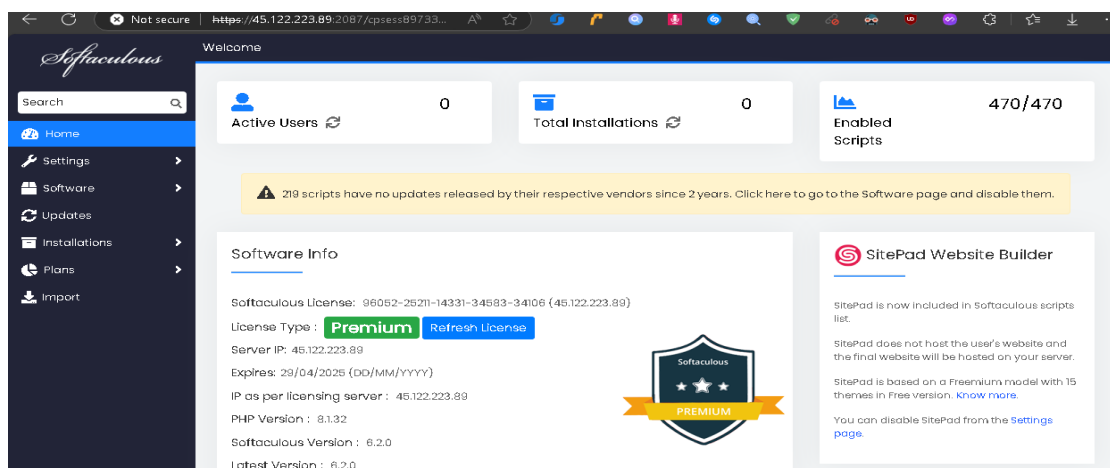 Not secure | https://45.122.223.89:2087/cpsess89733...
Softaculous
Welcome
Search
Home
Settings
Software
Updates
Installations
Plans
Import
0
Active Users
0
Total Installations
470/470
Enabled
Scripts
219 scripts have no updates released by their respective vendors since 2 years. Click here to go to the Software page and disable them.
Software Info
Softaculous License: 96052-25211-14331-34583-34106 (45.122.223.89)
License Type : Premium Refresh License
Server IP: 45.122.223.89
Expires: 29/04/2025 (DD/MM/YYYY)
IP as per licensing server : 45.122.223.89
PHP Version : 8.1.32
Softaculous Version : 6.2.0
Latest Version : 6.2.0
Softaculous
PREMIUM
SitePad Website Builder
SitePad is now included in Softaculous scripts
list.
SitePad does not host the user's website and
the final website will be hosted on your server.
SitePad is based on a Freemium model with 15
themes in Free version. Know more.
You can disable SitePad from the Settings
page.